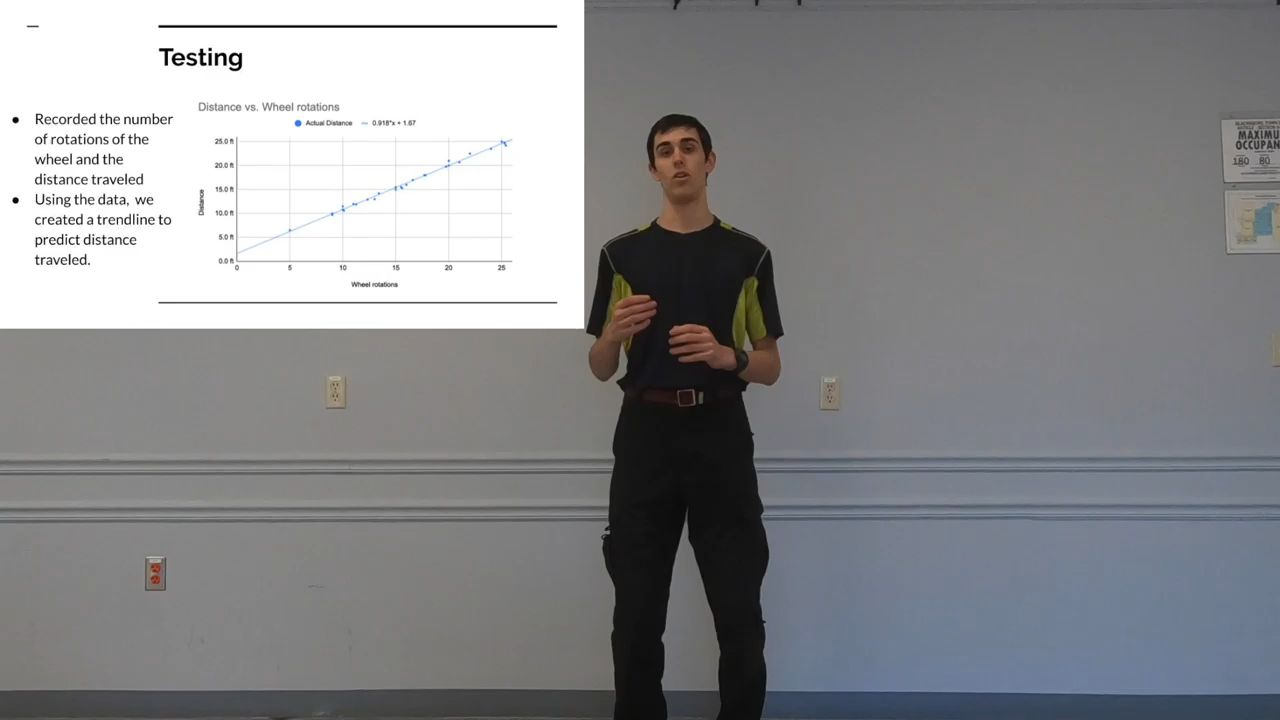 Testing
● Recorded the number
of rotations of the
wheel and the
distance traveled
● Using the data, we
created a trendline to
predict distance
traveled.
Distance vs. Wheel rotations
Actual Distance 0.918*x + 1.67
25.0 ft
20.0 ft
15.0 ft
10.0 ft
5.0 ft
0.0 ft
Distance
0 5 10 15 20 25
Wheel rotations
MAXIMU
OCCUPAN
180 80